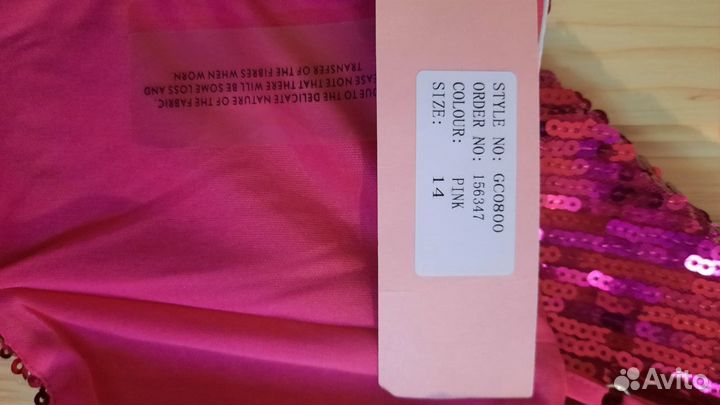 STYLE NO: GC0800
ORDER NO: 156347
COLOUR: PINK
SIZE: 14
DUE TO THE DELICATE NATURE OF THE FABRIC.
EASE NOTE THAT THERE WILL BE SOME LOSS AND
TRANSFER OF THE FIBRES WHEN WORN.
Avito